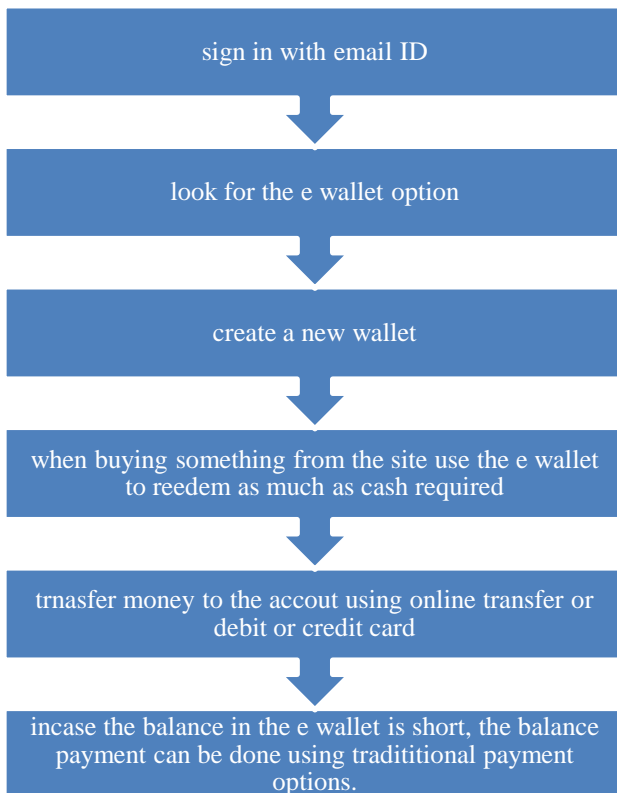 sign in with email ID
look for the e wallet option
create a new wallet
when buying something from the site use the e wallet
to reedem as much as cash required
trnasfer money to the accout using online transfer or
debit or credit card
incase the balance in the e wallet is short, the balance
payment can be done using tradititional payment
options.